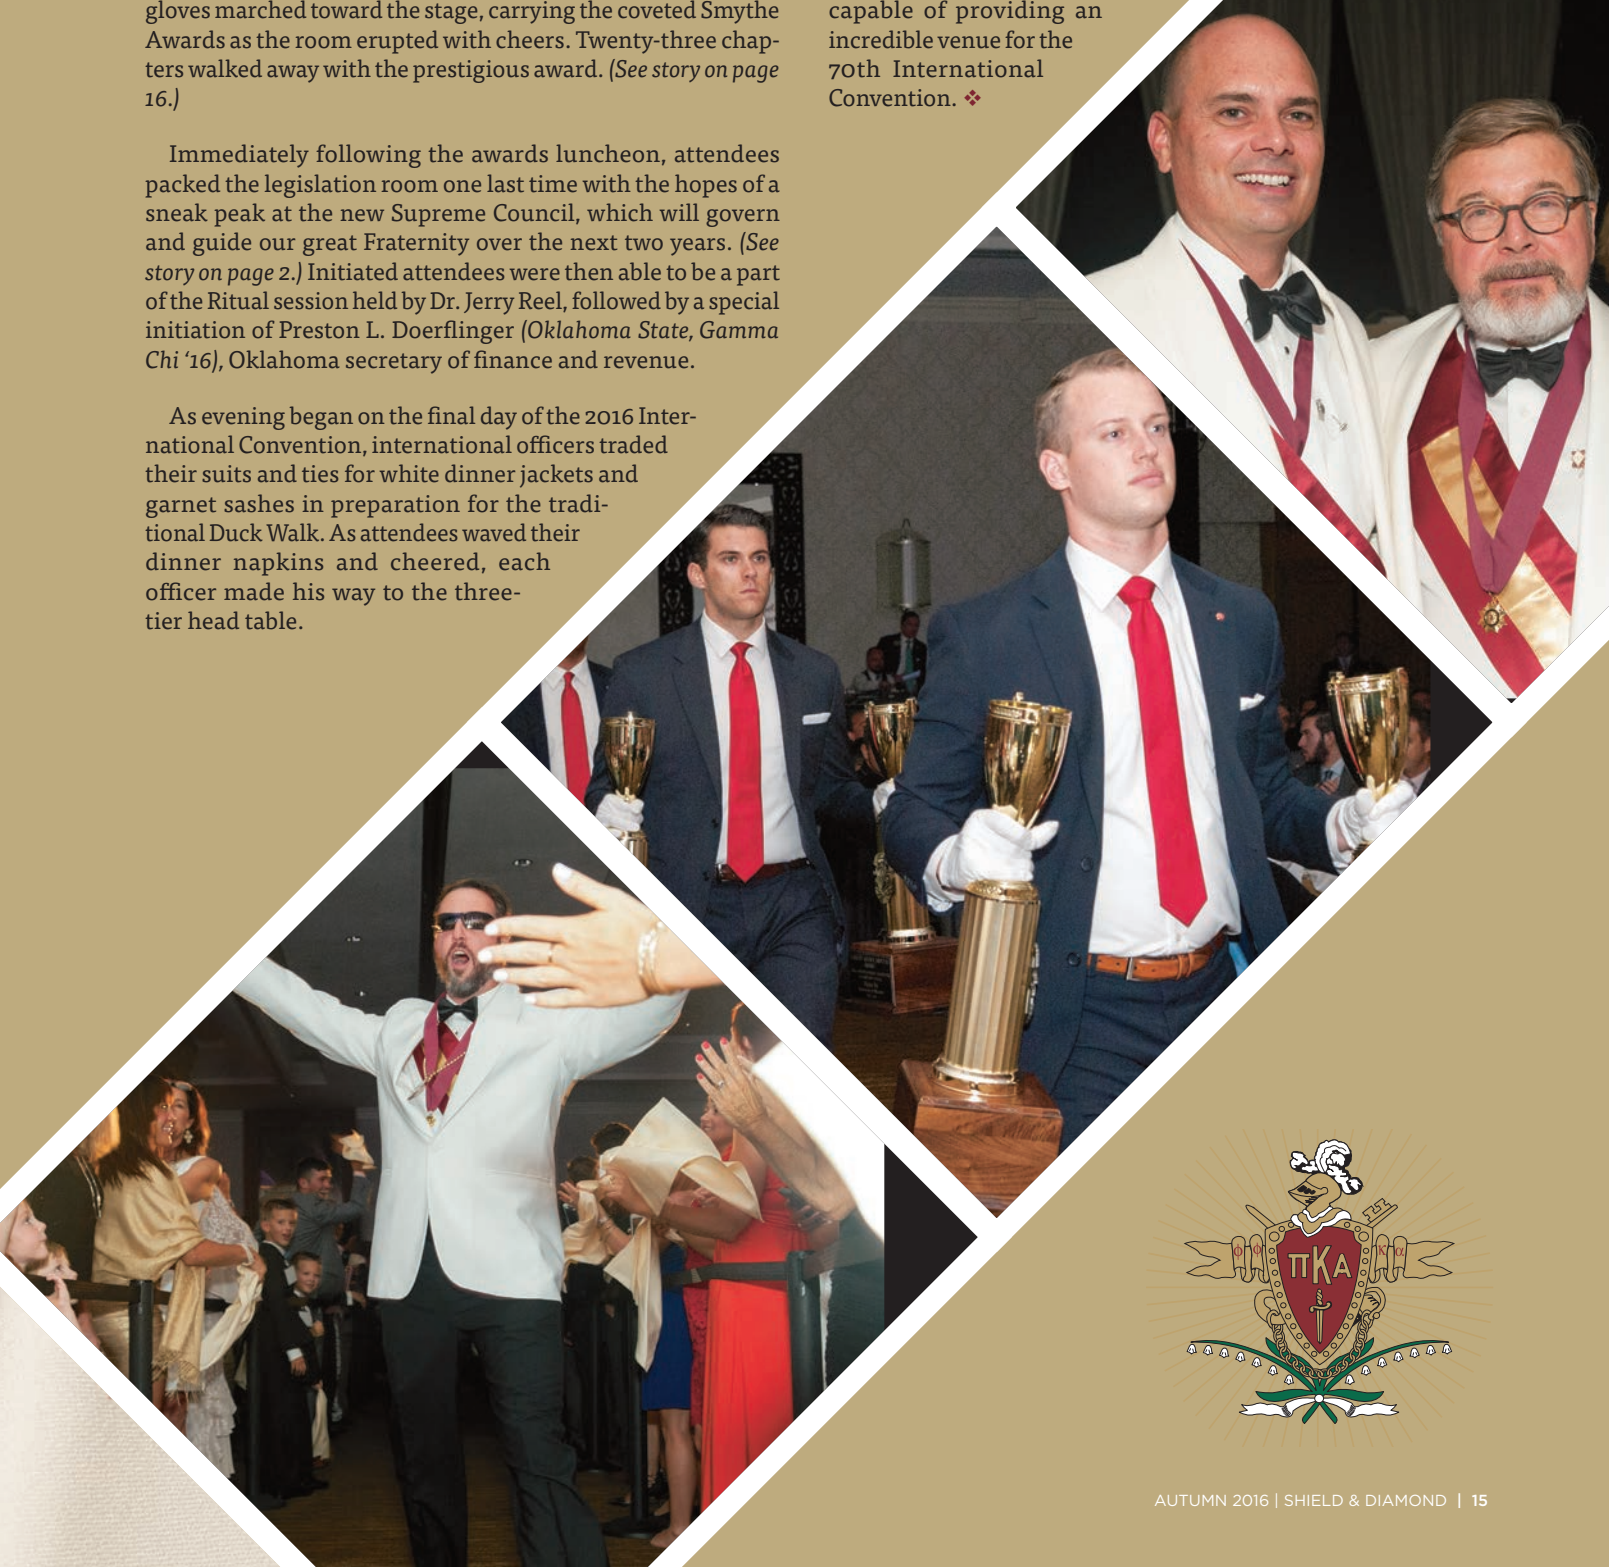 gloves marched toward the stage, carrying the coveted Smythe
Awards as the room erupted with cheers. Twenty-three chap-
ters walked away with the prestigious award. (See story on page
16.)
Immediately following the awards luncheon, attendees
packed the legislation room one last time with the hopes of a
sneak peak at the new Supreme Council, which will govern
and guide our great Fraternity over the next two years. (See
story on page 2.) Initiated attendees were then able to be a part
of the Ritual session held by Dr. Jerry Reel, followed by a special
initiation of Preston L. Doerflinger (Oklahoma State, Gamma
Chi ‘16), Oklahoma secretary of finance and revenue.
As evening began on the final day of the 2016 Inter-
national Convention, international officers traded
their suits and ties for white dinner jackets and
garnet sashes in preparation for the tradi-
tional Duck Walk. As attendees waved their
dinner napkins and cheered, each
officer made his way to the three-
tier head table.
capable of providing an
incredible venue for the
70th International
Convention. ❖
Φ Φ Κ α
ΠΚΑ
AUTUMN 2016 | SHIELD & DIAMOND | 15